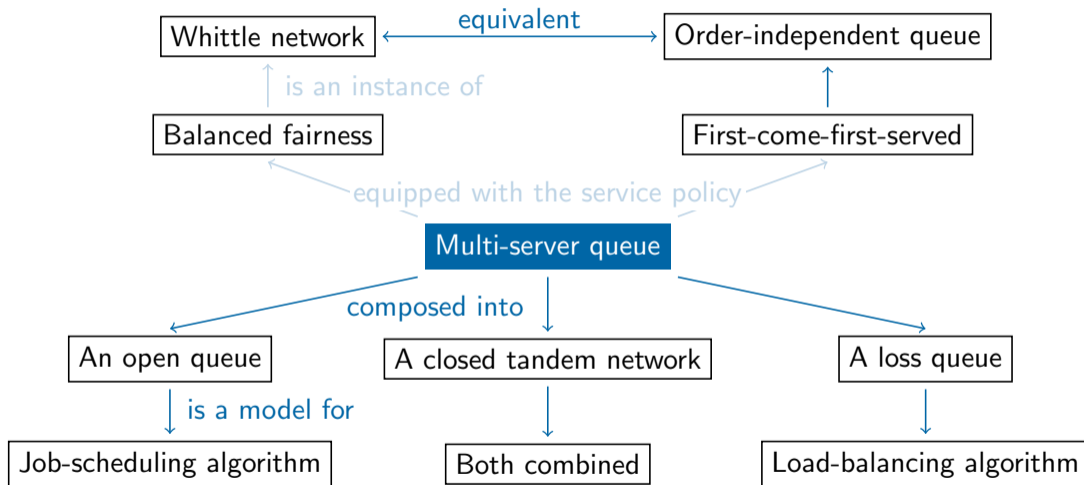 Whittle network
equivalent
Order-independent queue
is an instance of
Balanced fairness
First-come-first-served
equipped with the service policy
Multi-server queue
composed into
An open queue
A closed tandem network
A loss queue
is a model for
Job-scheduling algorithm
Both combined
Load-balancing algorithm